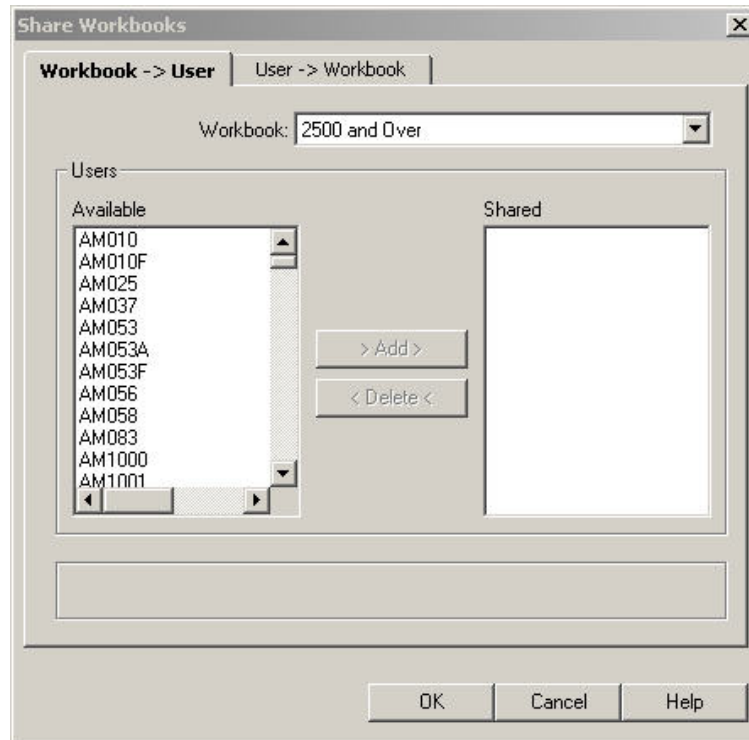 Share Workbooks
Workbook -> User
User -> Workbook
Workbook: 2500 and Over
Users
Available
Shared
AM010
AM010F
AM025
AM037
AM053
AM053A
AM053F
AM056
AM058
AM083
AM1000
AM1001
> Add >
< Delete <
OK
Cancel
Help